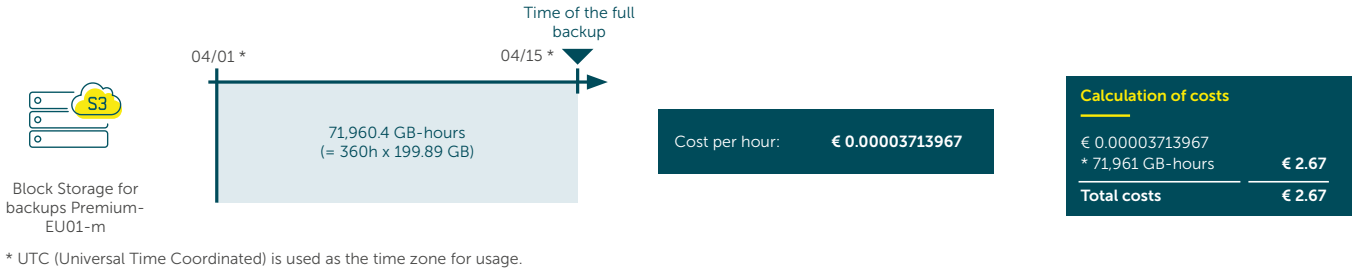 Time of the full
backup
04/01 *
04/15 *
S3
71,960.4 GB-hours
(= 360h x 199.89 GB)
Block Storage for
backups Premium-
EU01-m
Cost per hour: € 0.00003713967
Calculation of costs
€ 0.00003713967
* 71,961 GB-hours € 2.67
Total costs € 2.67
* UTC (Universal Time Coordinated) is used as the time zone for usage.